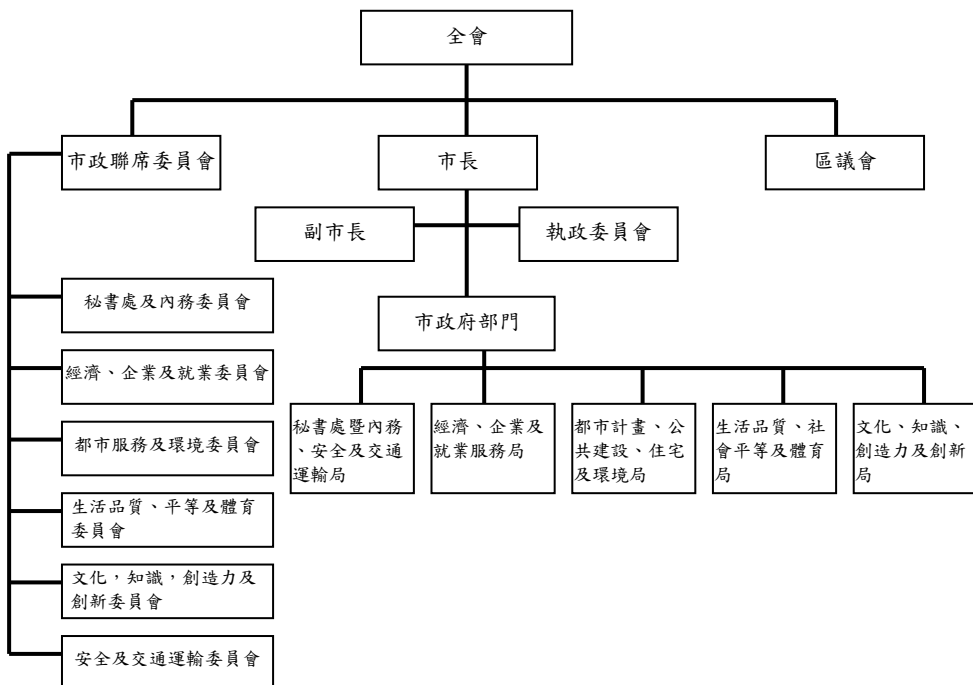 全會
市政聯席委員會
市長
區議會
副市長
執政委員會
秘書處及內務委員會
市政府部門
經濟、企業及就業委員會
秘書處暨內務
、安全及交通
運輸局
經濟、企業及
就業服務局
都市計畫、公
共建設、住宅
及環境局
生活品質、社
會平等及體育
局
文化、知識、
創造力及創新
局
都市服務及環境委員會
生活品質、平等及體育
委員會
文化，知識，創造力及
創新委員會
安全及交通運輸委員會